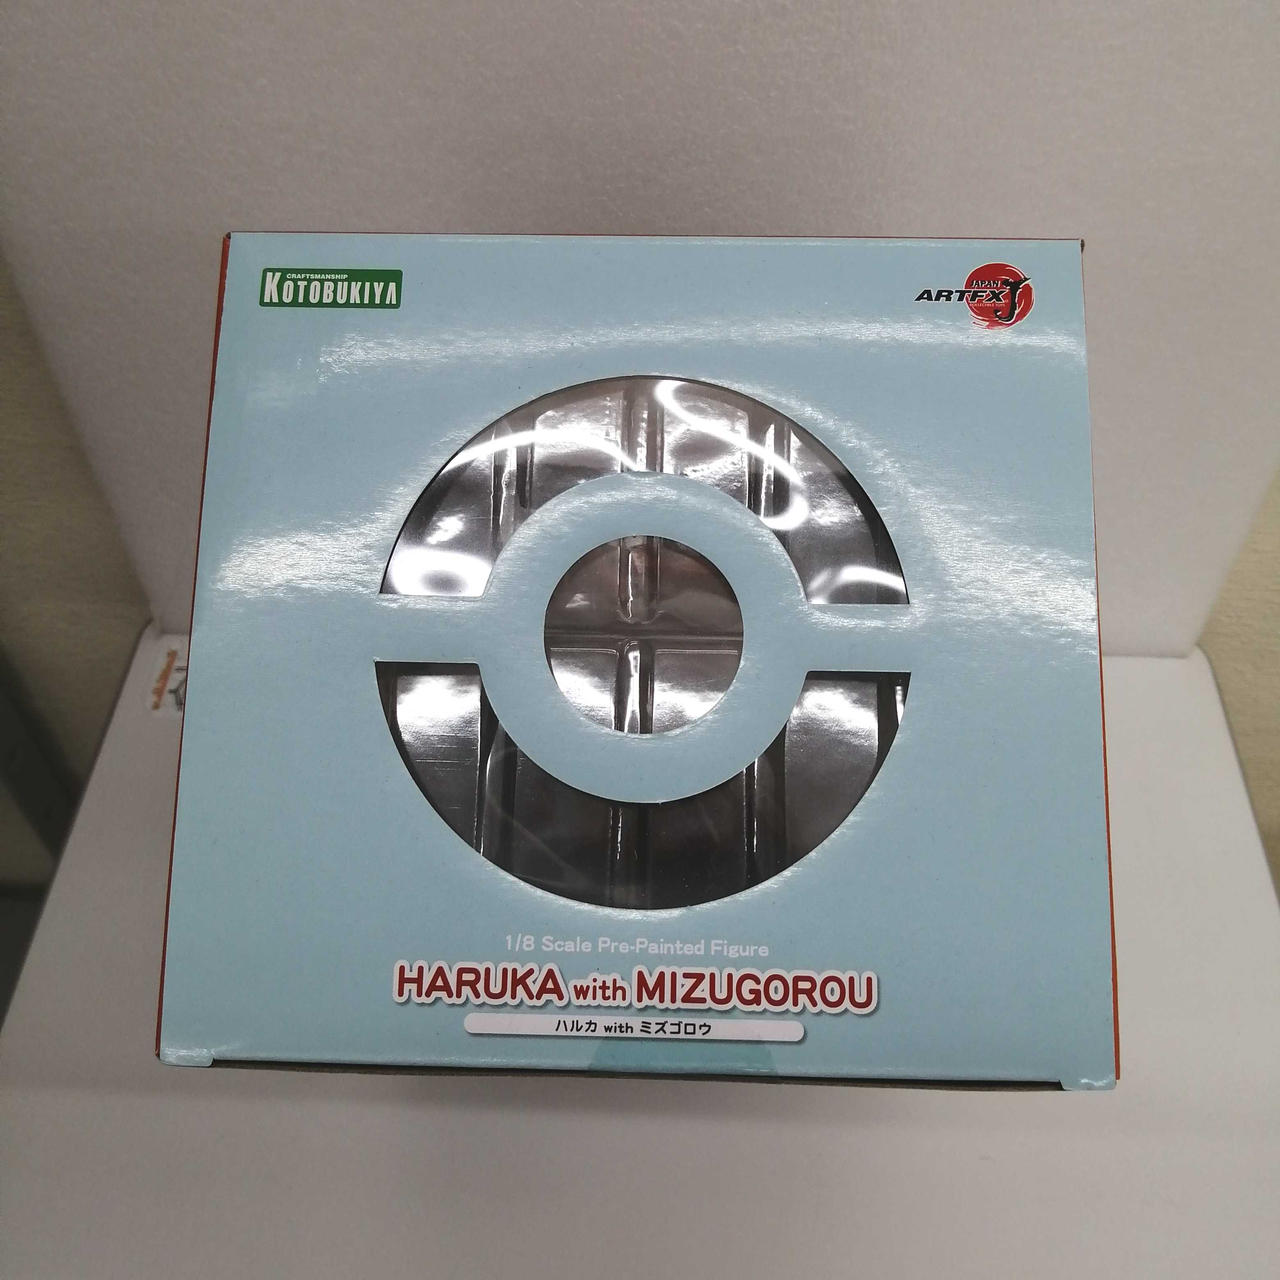 CRAFTSMANSHIP
KOTOBUKIYA
JAPAN
ARTFX J
1/8 Scale Pre-Painted Figure
HARUKA with MIZUGOROU
ハルカ with ミズゴロウ